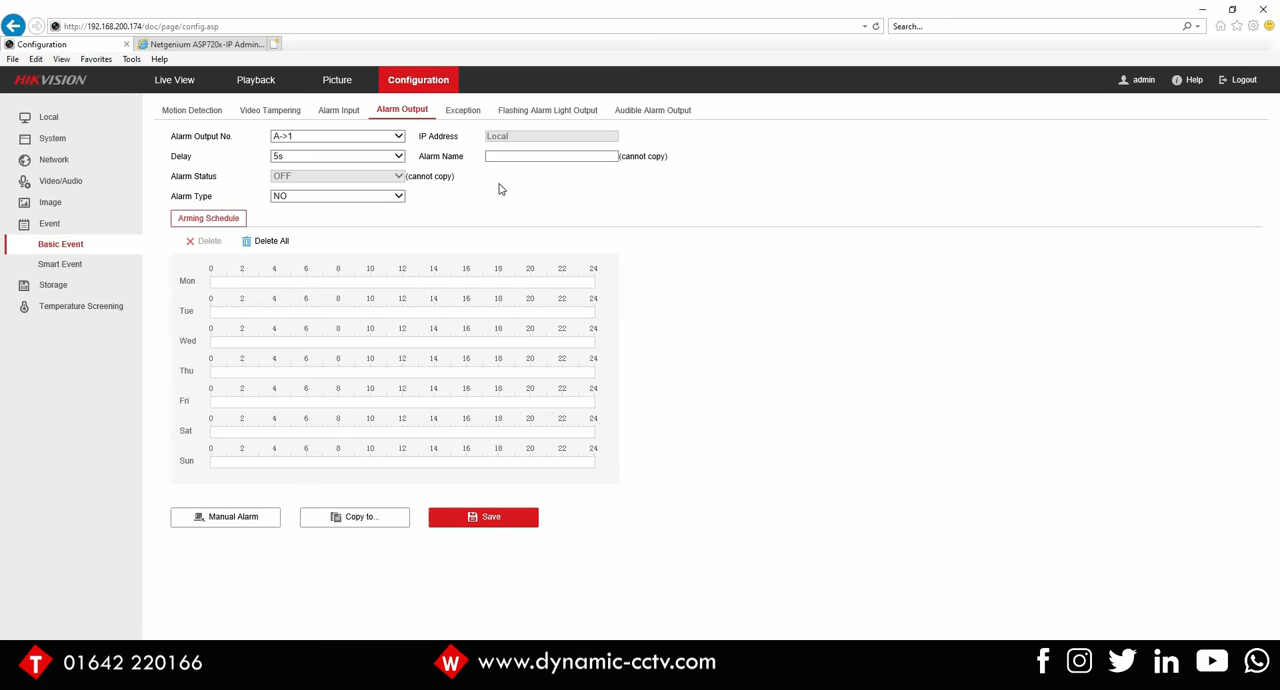 http://192.168.200.174/doc/page/config.asp
Search...
Configuration
Netgenium ASP720x-IP Admin...
File Edit View Favorites Tools Help
HIKVISION
Live View Playback Picture Configuration
admin Help Logout
Local
System
Network
Video/Audio
Image
Event
Basic Event
Smart Event
Storage
Temperature Screening
Motion Detection Video Tampering Alarm Input Alarm Output Exception Flashing Alarm Light Output Audible Alarm Output
Alarm Output No. A->1 IP Address Local
Delay 5s Alarm Name (cannot copy)
Alarm Status OFF (cannot copy)
Alarm Type NO
Arming Schedule
Delete Delete All
0 2 4 6 8 10 12 14 16 18 20 22 24
Mon
0 2 4 6 8 10 12 14 16 18 20 22 24
Tue
0 2 4 6 8 10 12 14 16 18 20 22 24
Wed
0 2 4 6 8 10 12 14 16 18 20 22 24
Thu
0 2 4 6 8 10 12 14 16 18 20 22 24
Fri
0 2 4 6 8 10 12 14 16 18 20 22 24
Sat
0 2 4 6 8 10 12 14 16 18 20 22 24
Sun
Manual Alarm Copy to... Save
T 01642 220166 W www.dynamic-cctv.com